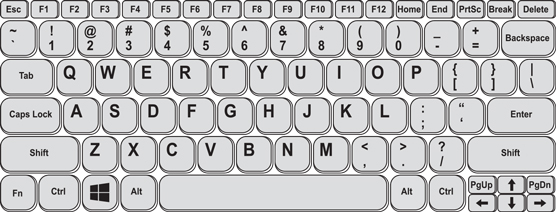 Esc F1 F2 F3 F4 F5 F6 F7 F8 F9 F10 F11 F12 Home End PrtSc Break Delete
~ ! @ # $ % ^ & * ( ) _ +
` 1 2 3 4 5 6 7 8 9 0 - = Backspace
Tab Q W E R T Y U I O P { } |
[ ] \
Caps Lock A S D F G H J K L : “ Enter
; ‘
Shift Z X C V B N M < > ? Shift
, . /
Fn Ctrl Alt Alt Ctrl PgUp ↑ PgDn
← ↓ →